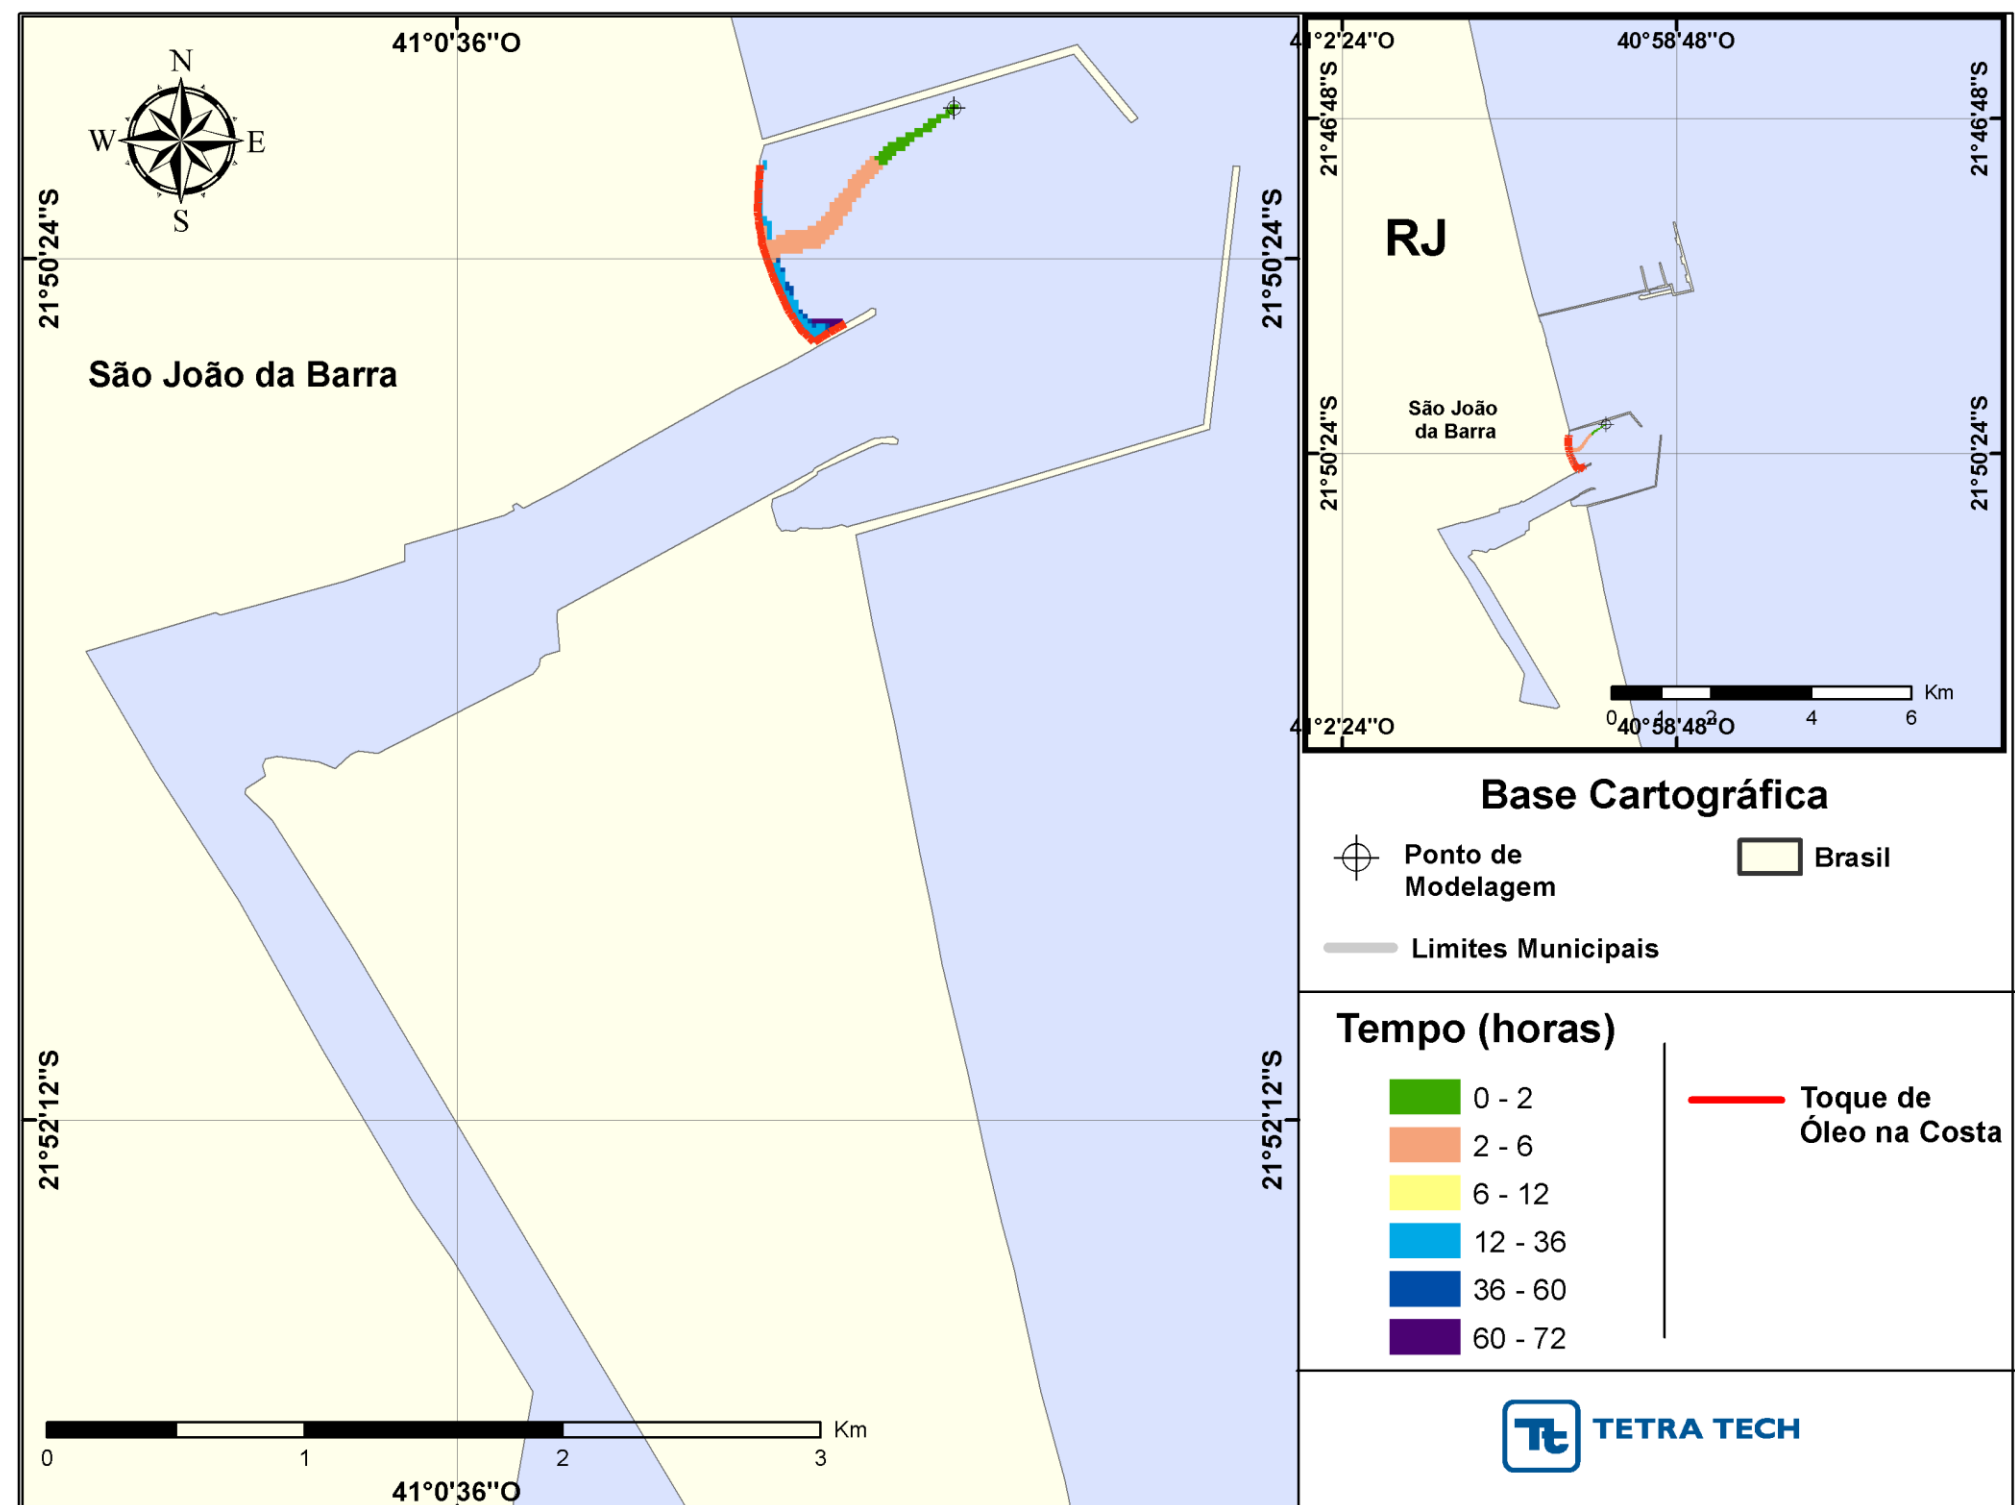 41°0'36"O
N
W
E
S
21°50'24"S
21°50'24"S
São João da Barra
21°52'12"S
21°52'12"S
Km
0
1
2
3
41°0'36"O
41°2'24"O
40°58'48"O
21°46'48"S
21°46'48"S
RJ
São João
da Barra
21°50'24"S
21°50'24"S
Km
0
1
2
4
6
41°2'24"O
40°58'48"O
Base Cartográfica
Ponto de
Modelagem
Brasil
Limites Municipais
Tempo (horas)
0 - 2
2 - 6
6 - 12
12 - 36
36 - 60
60 - 72
Toque de
Óleo na Costa
Tt
TETRA TECH